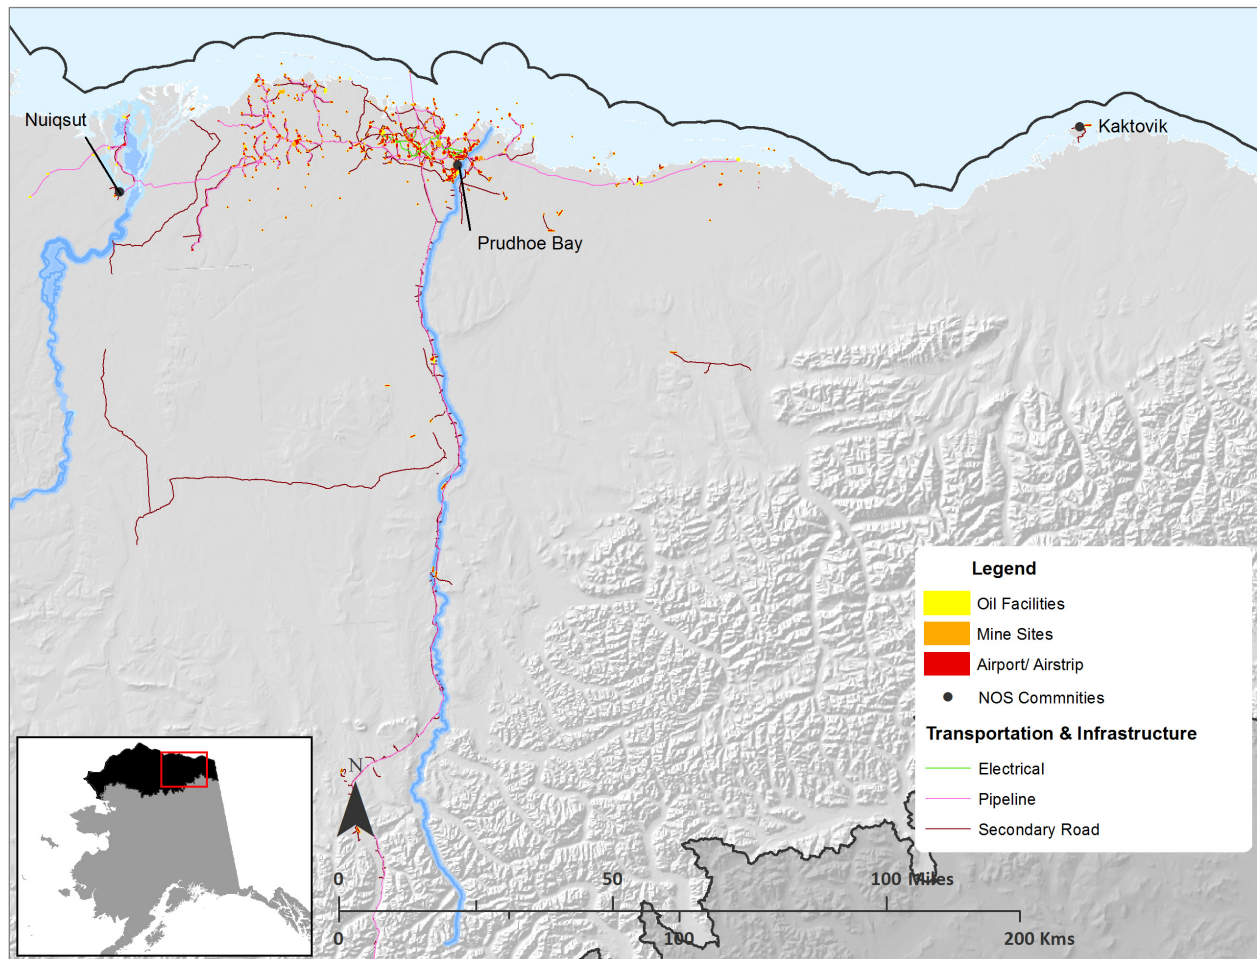 Nuiqsut
Kaktovik
Prudhoe Bay
Legend
Oil Facilities
Mine Sites
Airport/ Airstrip
NOS Commnities
Transportation & Infrastructure
Electrical
Pipeline
Secondary Road
N
0 50 100 Miles
0 100 200 Kms